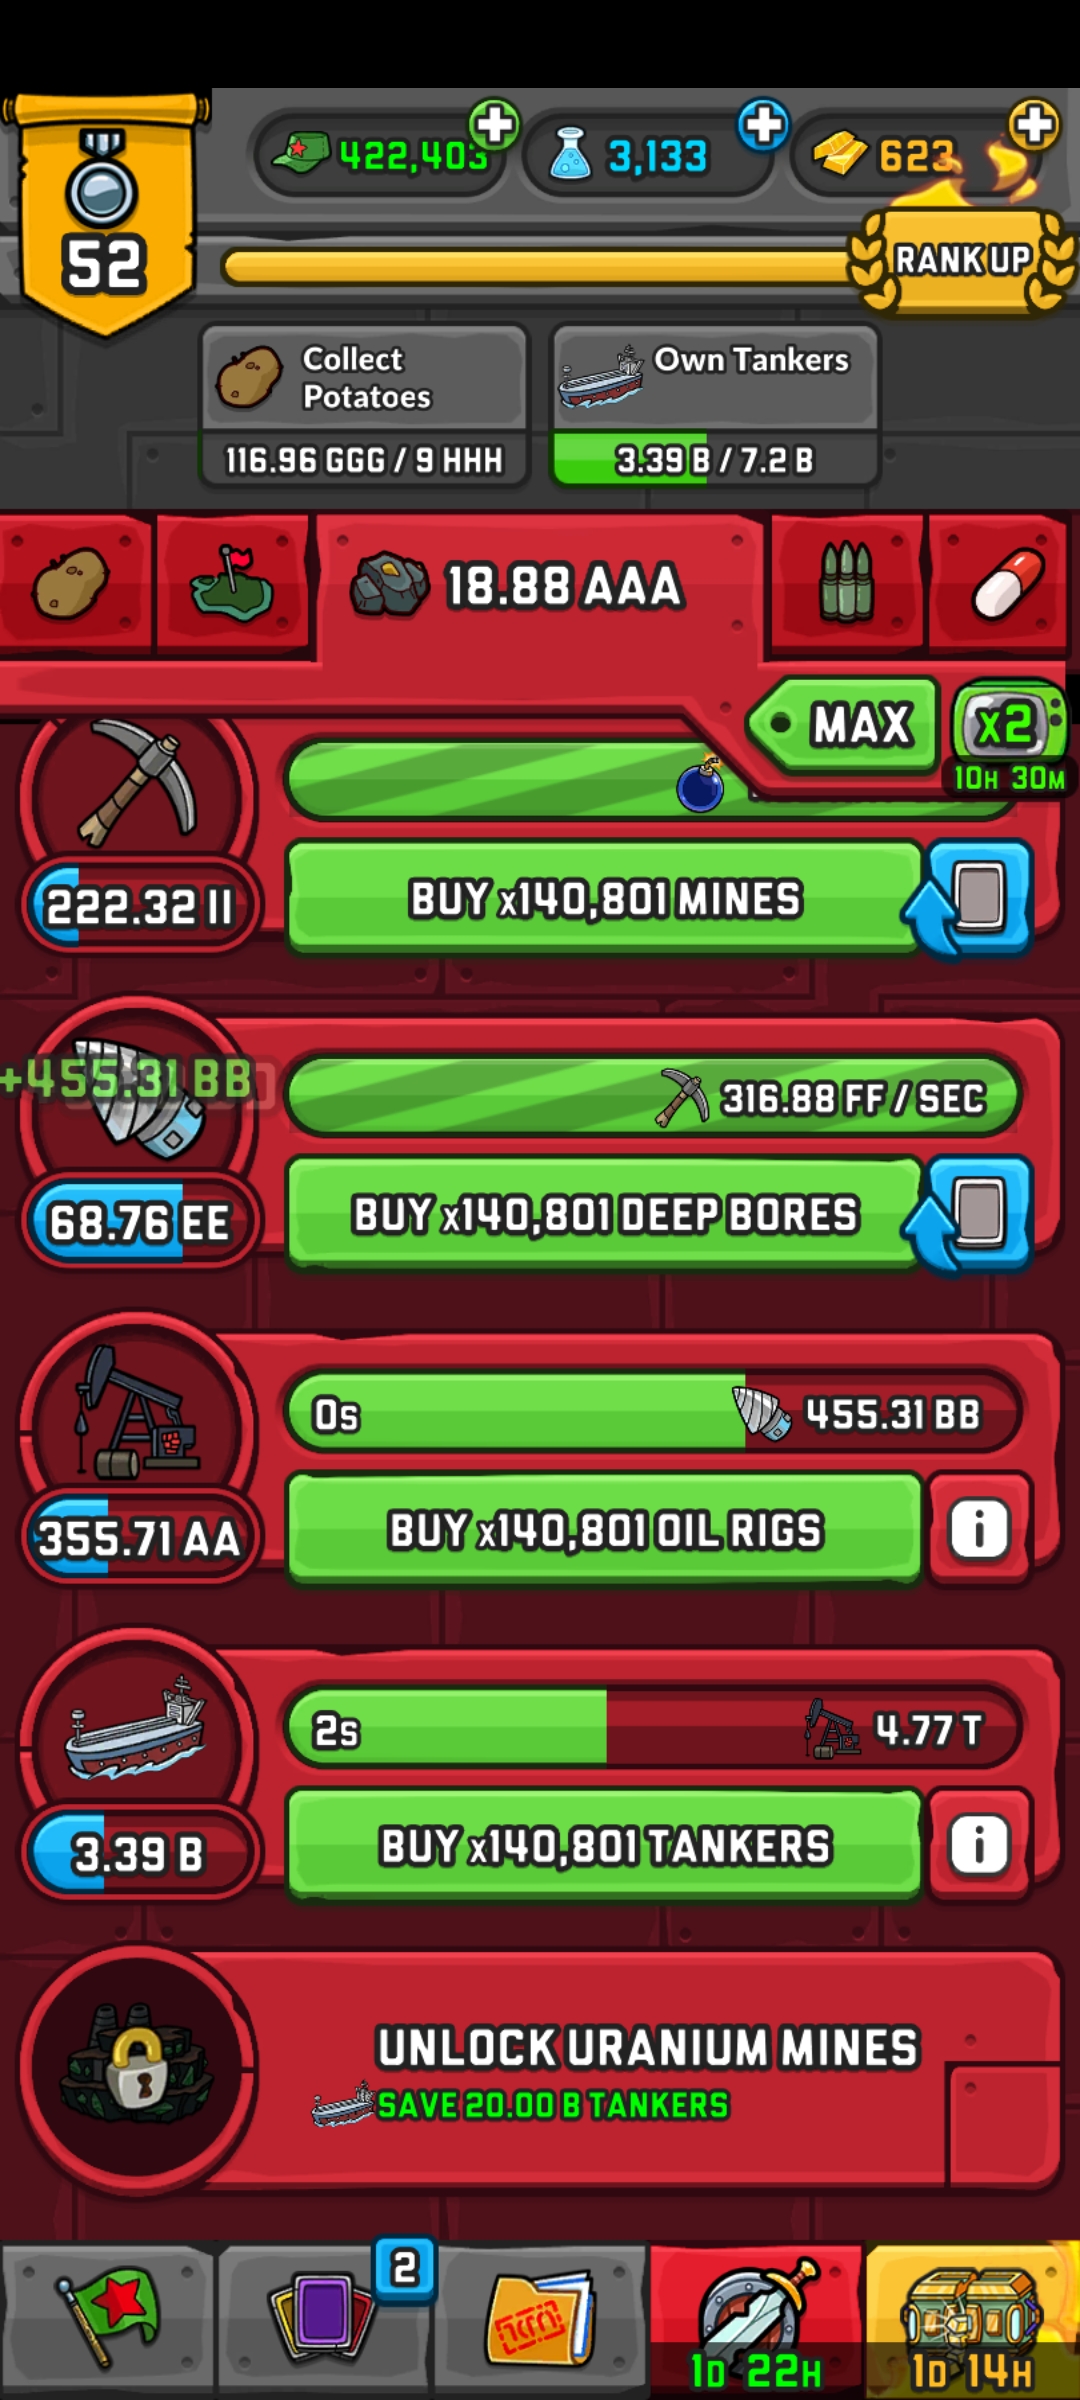 422,403
3,133
623
52
RANK UP
Collect
Potatoes
116.96 GGG / 9 HHH
Own Tankers
3.39 B / 7.2 B
18.88 AAA
MAX
x2
10H 30M
222.32 II
BUY x140,801 MINES
+455.31 BB
316.88 FF / SEC
68.76 EE
BUY x140,801 DEEP BORES
0s
455.31 BB
355.71 AA
BUY x140,801 OIL RIGS
i
2s
4.77 T
3.39 B
BUY x140,801 TANKERS
i
UNLOCK URANIUM MINES
SAVE 20.00 B TANKERS
2
1D 22H
1D 14H